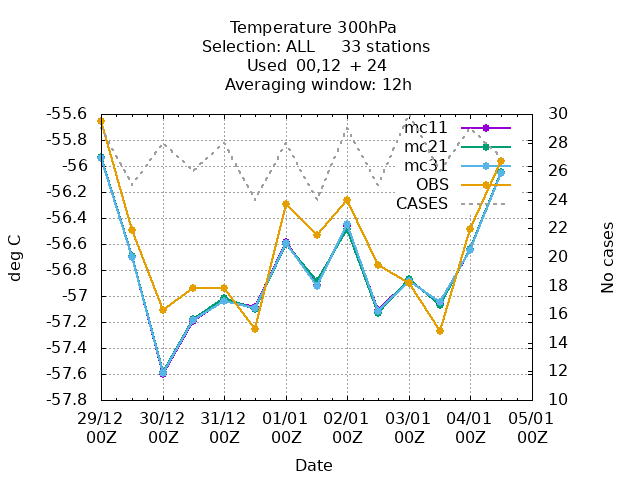 Temperature 300hPa
Selection: ALL 33 stations
Used 00,12 + 24
Averaging window: 12h
-55.6
-55.8
-56
-56.2
-56.4
-56.6
-56.8
-57
-57.2
-57.4
-57.6
-57.8
deg C
30
28
26
24
22
20
18
16
14
12
10
No cases
mc11
mc21
mc31
OBS
CASES
29/12 30/12 31/12 01/01 02/01 03/01 04/01 05/01
00Z 00Z 00Z 00Z 00Z 00Z 00Z 00Z
Date